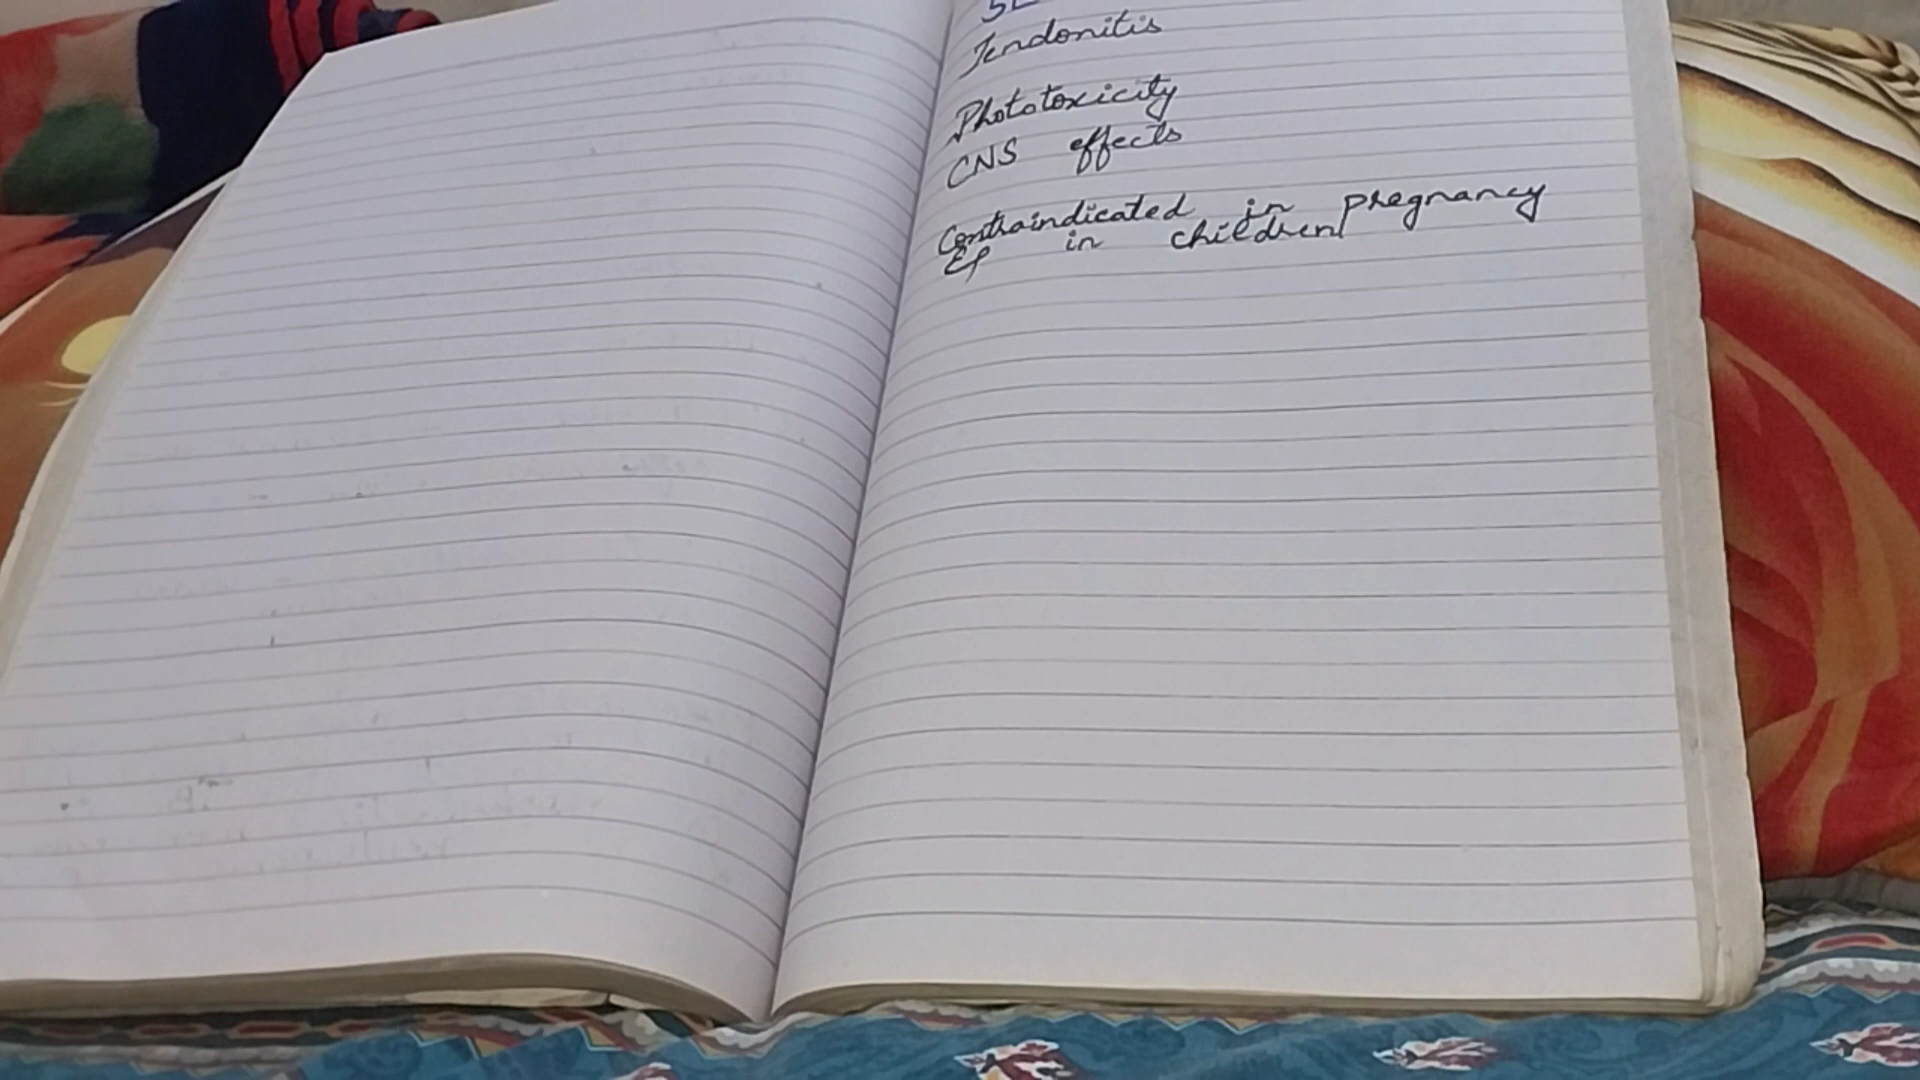 Tendonitis
Phototoxicity
CNS effects
Contraindicated in pregnancy
& in children